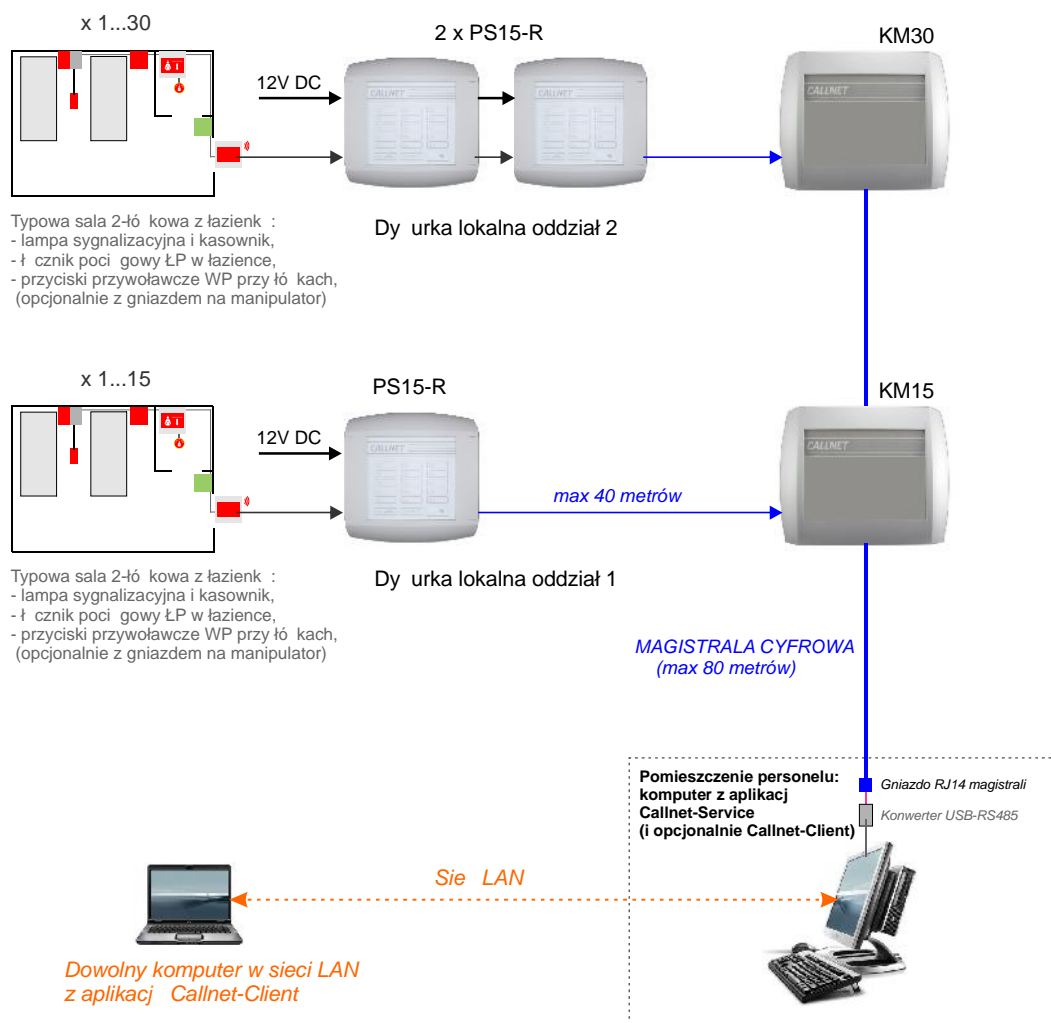 x 1...30
2 x PS15-R
KM30
12V DC
CALLNET
CALLNET
CALLNET
Typowa sala 2-łó kowa z łazienk :
- lampa sygnalizacyjna i kasownik,
- ł cznik poci gowy ŁP w łazience,
- przyciski przywoławcze WP przy łó kach,
(opcjonalnie z gniazdem na manipulator)
Dy urka lokalna oddział 2
x 1...15
PS15-R
KM15
12V DC
CALLNET
CALLNET
max 40 metrów
Typowa sala 2-łó kowa z łazienk :
- lampa sygnalizacyjna i kasownik,
- ł cznik poci gowy ŁP w łazience,
- przyciski przywoławcze WP przy łó kach,
(opcjonalnie z gniazdem na manipulator)
Dy urka lokalna oddział 1
MAGISTRALA CYFROWA
(max 80 metrów)
Pomieszczenie personelu:
komputer z aplikacj
Callnet-Service
(i opcjonalnie Callnet-Client)
Gniazdo RJ14 magistrali
Konwerter USB-RS485
Sie LAN
Dowolny komputer w sieci LAN
z aplikacj Callnet-Client